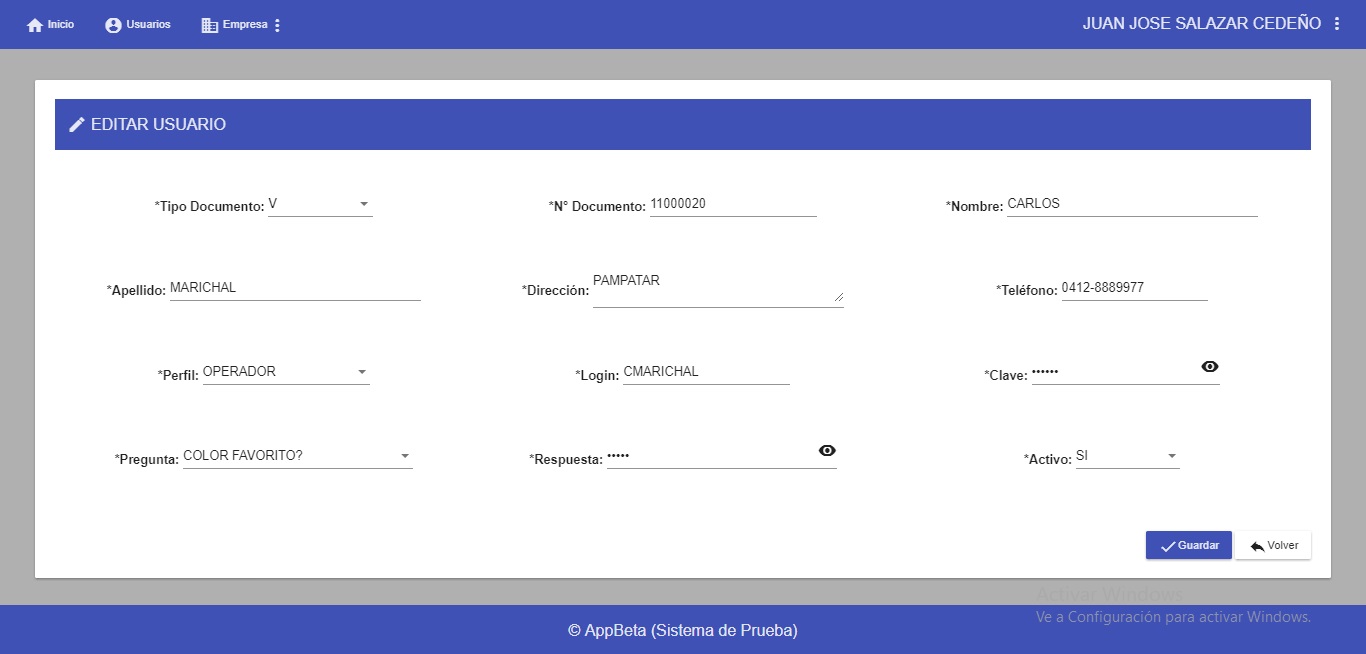 Inicio Usuarios Empresa JUAN JOSE SALAZAR CEDEÑO
EDITAR USUARIO
*Tipo Documento: V *N° Documento: 11000020 *Nombre: CARLOS
*Apellido: MARICHAL *Dirección: PAMPATAR *Teléfono: 0412-8889977
*Perfil: OPERADOR *Login: CMARICHAL *Clave: ••••••
*Pregunta: COLOR FAVORITO? *Respuesta: ••••• *Activo: SI
Guardar Volver
Activar Windows
Ve a Configuración para activar Windows.
© AppBeta (Sistema de Prueba)